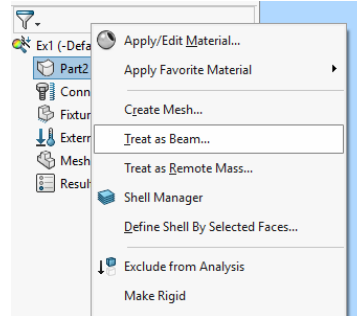 Ex1 (-Defa
Part2
Conn
Fixtur
Extern
Mesh
Result
Apply/Edit Material...
Apply Favorite Material
Create Mesh...
Treat as Beam...
Treat as Remote Mass...
Shell Manager
Define Shell By Selected Faces...
Exclude from Analysis
Make Rigid